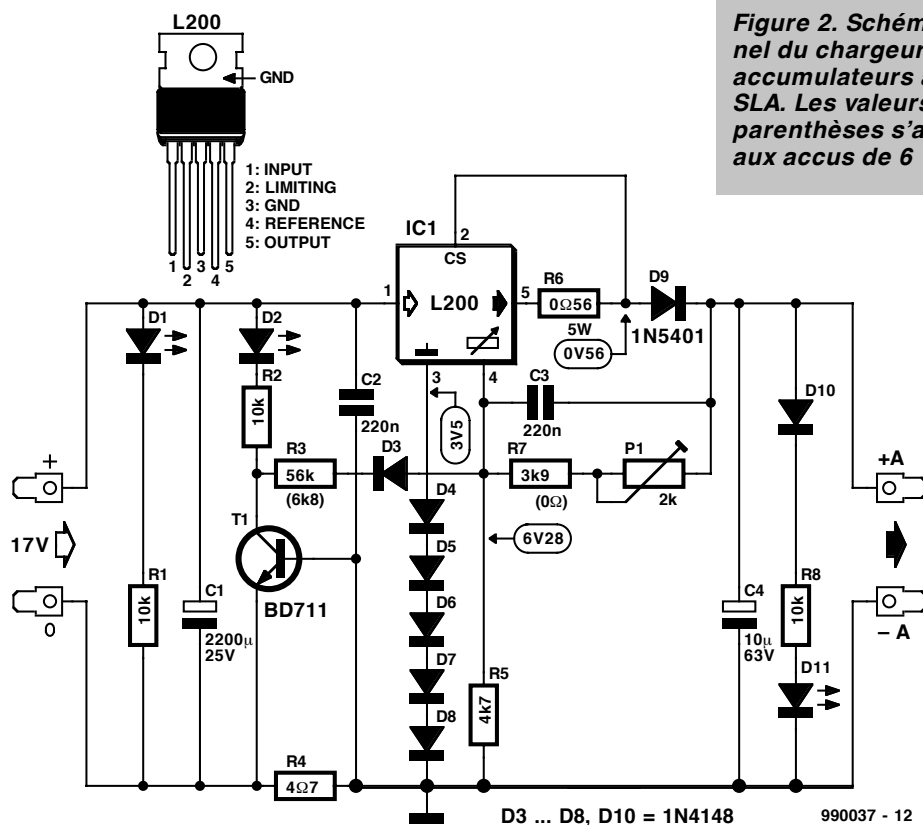 L200
GND
1: INPUT
2: LIMITING
3: GND
4: REFERENCE
5: OUTPUT
1 2 3 4 5
Figure 2. Schém
nel du chargeur
accumulateurs
SLA. Les valeurs
parenthèses s'a
aux accus de 6
IC1
2
CS
1
L200
5
R6
0Ω56
5W
0V56
D9
1N5401
3
4
3V5
D1
D2
R2
10k
C2
220n
C3
220n
D10
R3
56k
(6k8)
D3
R7
3k9
(0Ω)
P1
2k
+
17V
0
+A
– A
D4
6V28
T1
BD711
D5
R1
10k
C1
2200µ
25V
D6
C4
10µ
63V
R8
10k
D7
R5
4k7
D11
D8
R4
4Ω7
D3 ... D8, D10 = 1N4148
990037 - 12